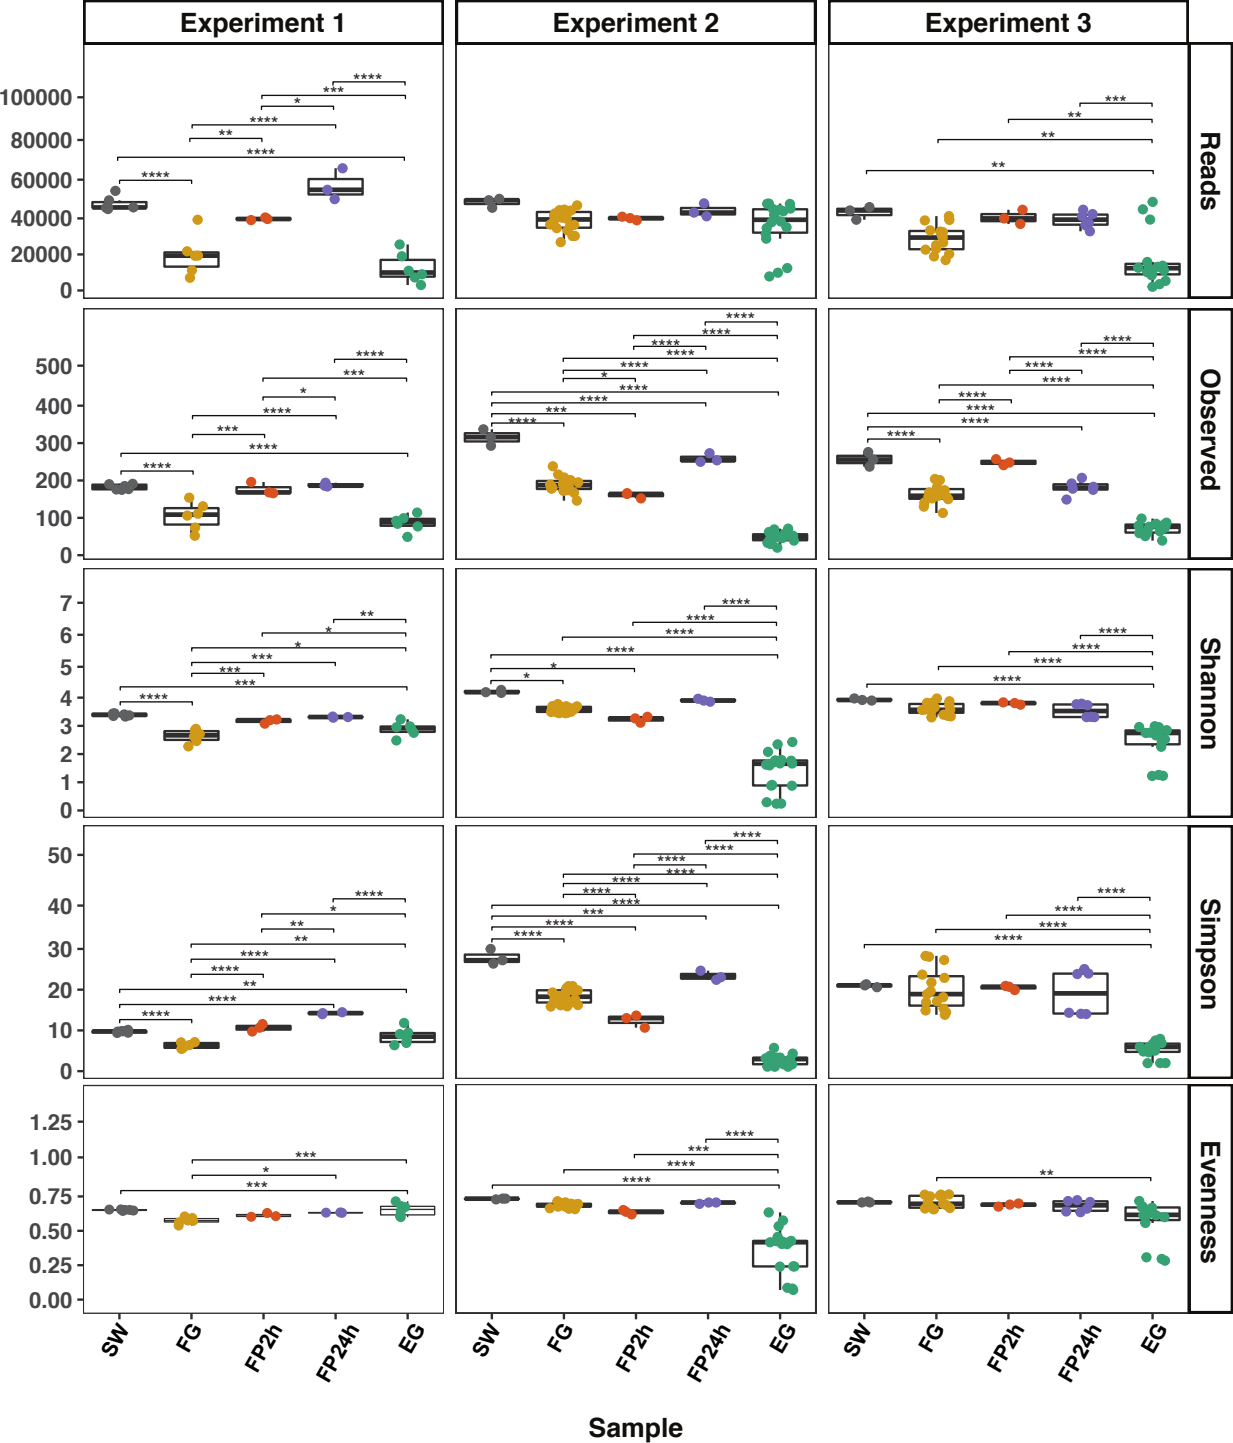 Experiment 1 Experiment 2 Experiment 3
Reads
100000
80000
60000
40000
20000
0
**** *** * **** ** **** ****
*** ** ** **
Observed
500
400
300
200
100
0
**** *** * **** *** **** ****
**** **** **** **** **** * **** **** *** ****
**** **** **** **** **** **** **** ****
Shannon
7
6
5
4
3
2
1
0
** * * *** *** *** ****
**** **** **** **** * *
**** **** **** ****
Simpson
50
40
30
20
10
0
**** * ** ** **** **** ** **** ****
**** **** **** **** **** **** **** *** **** ****
**** **** **** ****
Evenness
1.25
1.00
0.75
0.50
0.25
0.00
*** * ***
**** *** **** ****
**
SW FG FP2h FP24h EG SW FG FP2h FP24h EG SW FG FP2h FP24h EG
Sample